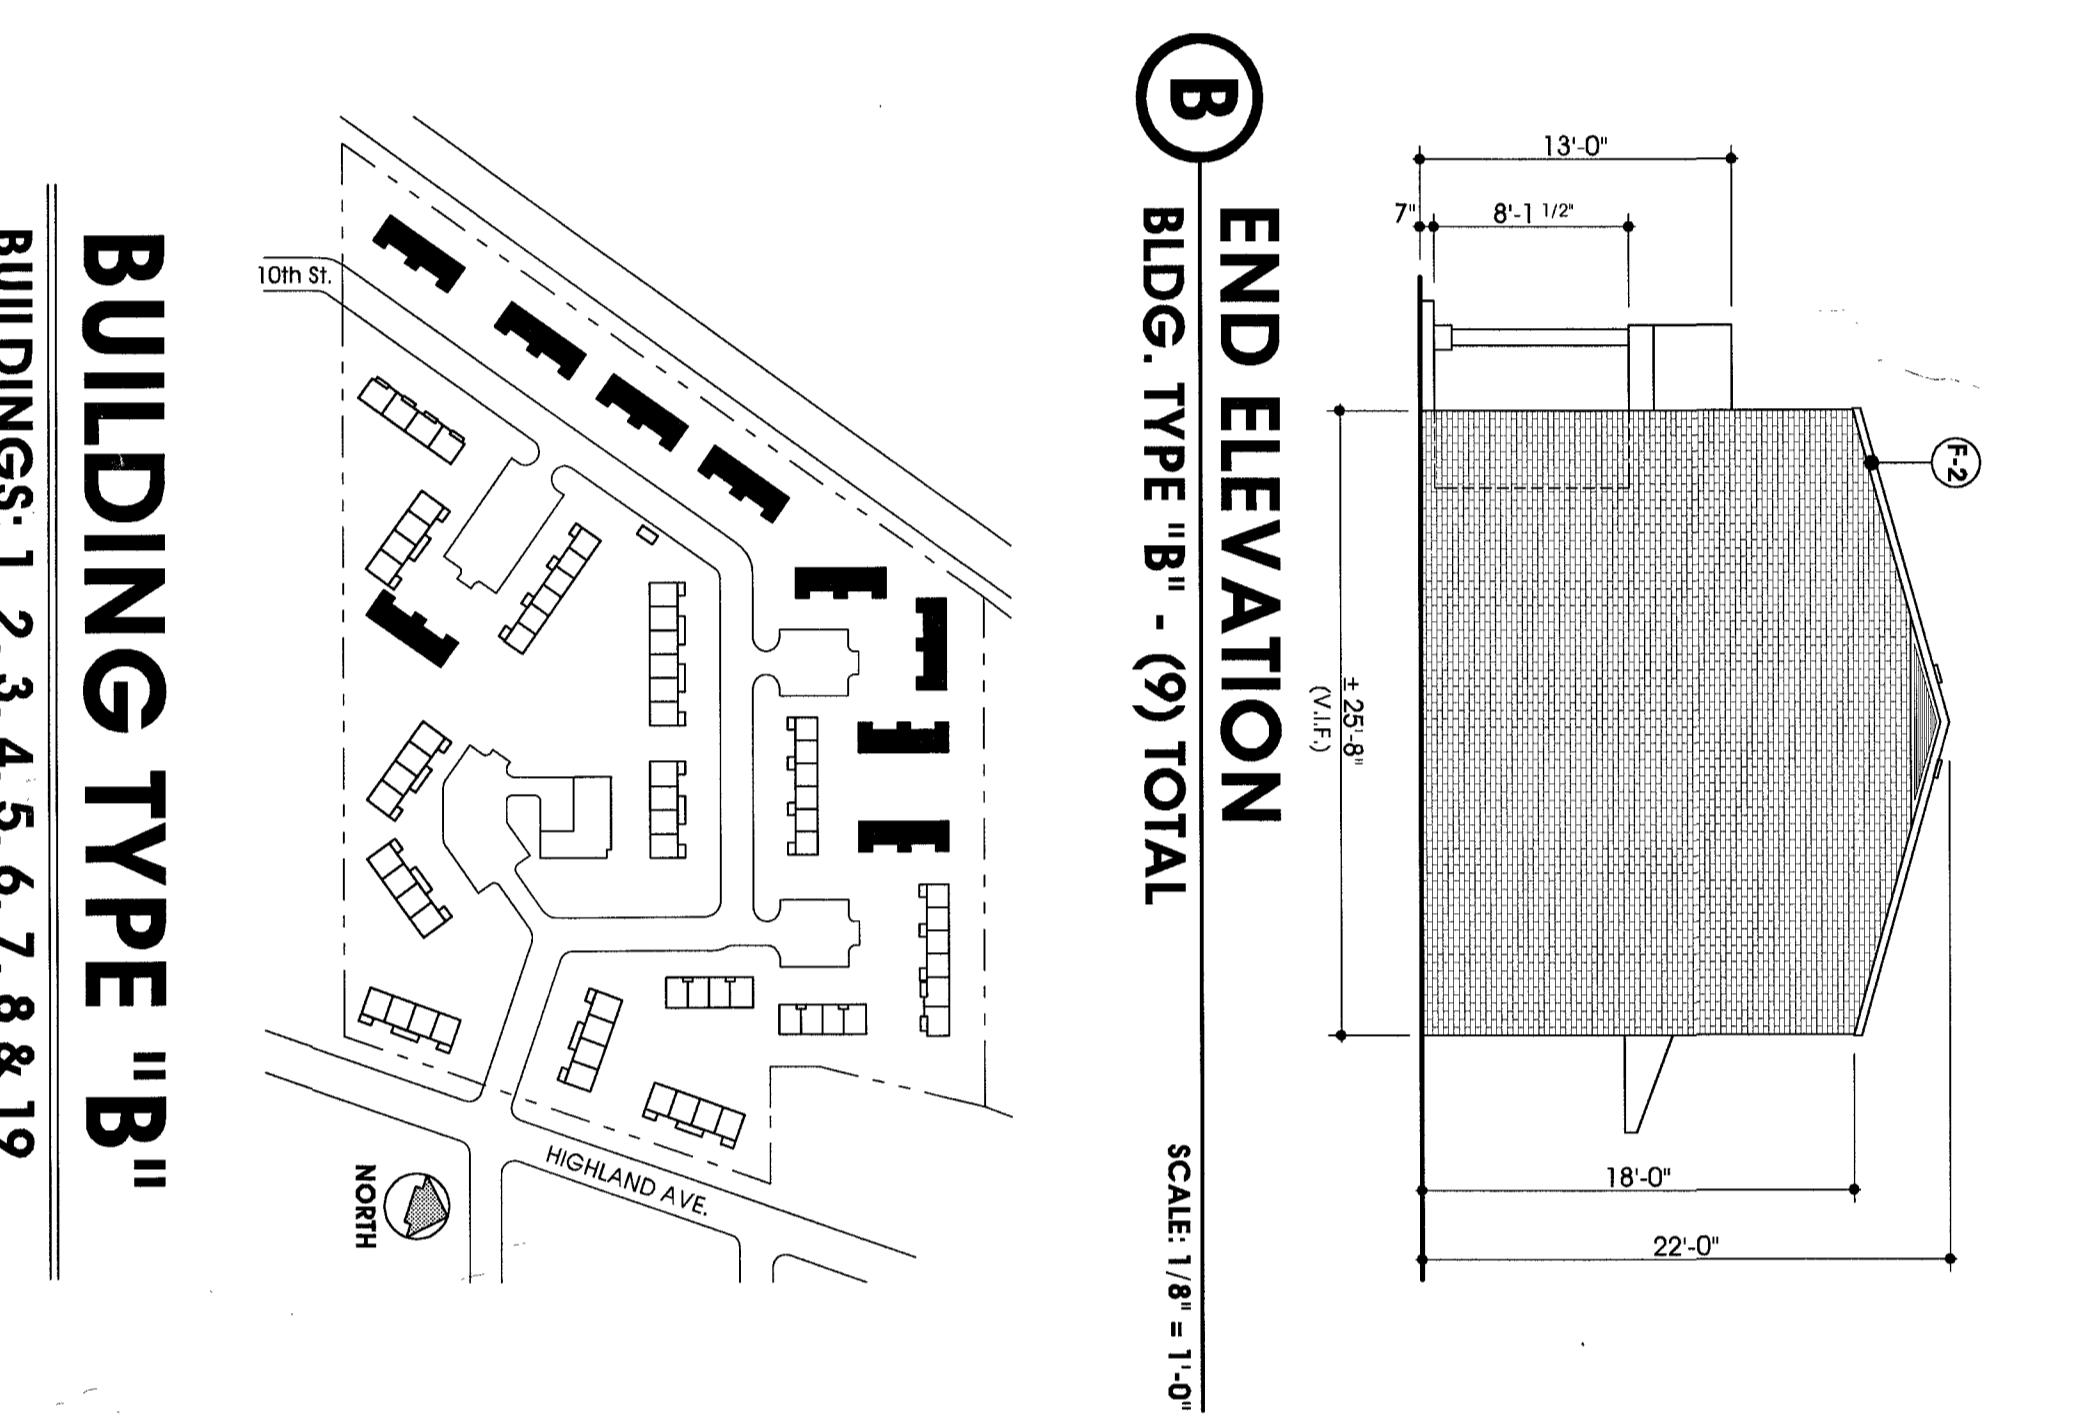 F-2
13'-0"
8'-1 1/2"
7"
18'-0"
22'-0"
± 25'-8"
(V.I.F.)
B
END ELEVATION
BLDG. TYPE "B" - (9) TOTAL
SCALE: 1/8" = 1'-0"
10th St.
HIGHLAND AVE.
NORTH
BUILDING TYPE "B"
BUILDINGS: 1, 2, 3, 4, 5, 6, 7, 8 & 19